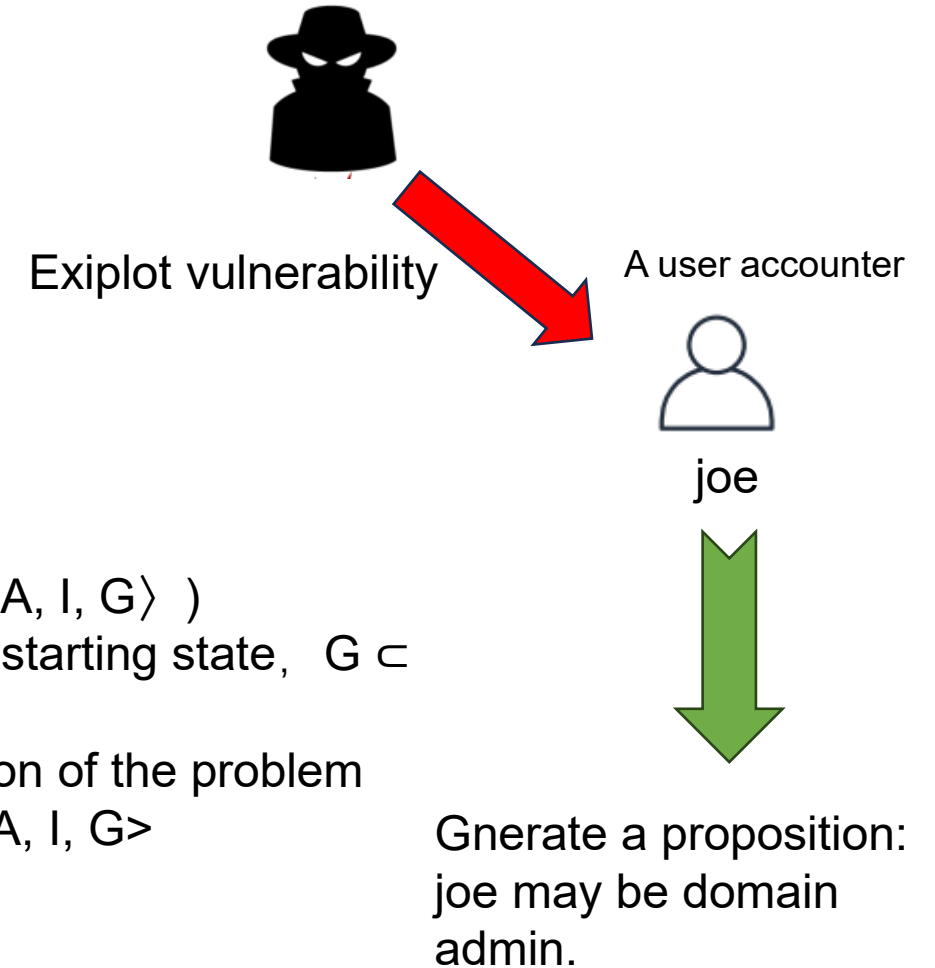 Exiplot vulnerability
A user accounter
joe
A, I, G〉 )
starting state,  G ⊂
on of the problem
A, I, G>
Gnerate a proposition:
joe may be domain
admin.